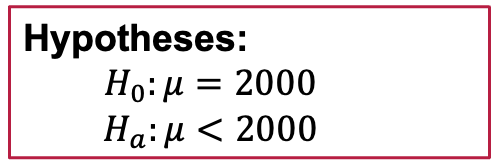 Hypotheses:
H₀: μ = 2000
Hₐ: μ < 2000